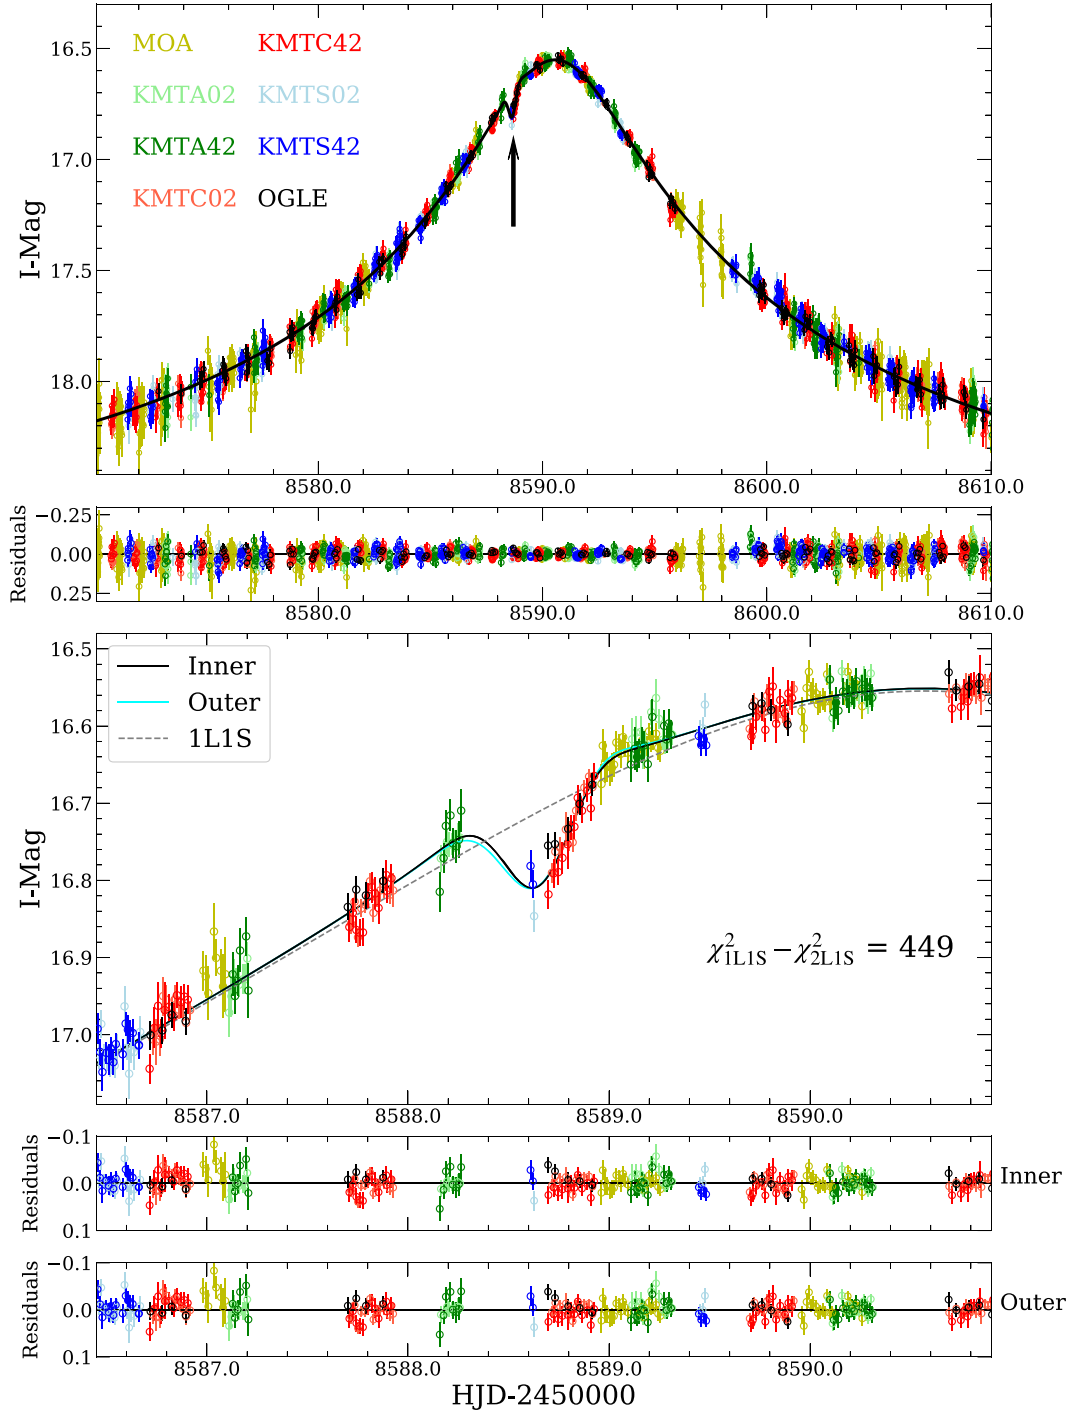 16.5
17.0
17.5
18.0
I-Mag
MOA KMTC42
KMTA02 KMTS02
KMTA42 KMTS42
KMTC02 OGLE
8580.0 8590.0 8600.0 8610.0
−0.25
0.00
0.25
Residuals
8580.0 8590.0 8600.0 8610.0
16.5
16.6
16.7
16.8
16.9
17.0
I-Mag
Inner
Outer
1L1S
χ²1L1S − χ²2L1S = 449
8587.0 8588.0 8589.0 8590.0
−0.1
0.0
0.1
Residuals
Inner
−0.1
0.0
0.1
Residuals
Outer
8587.0 8588.0 8589.0 8590.0
HJD-2450000